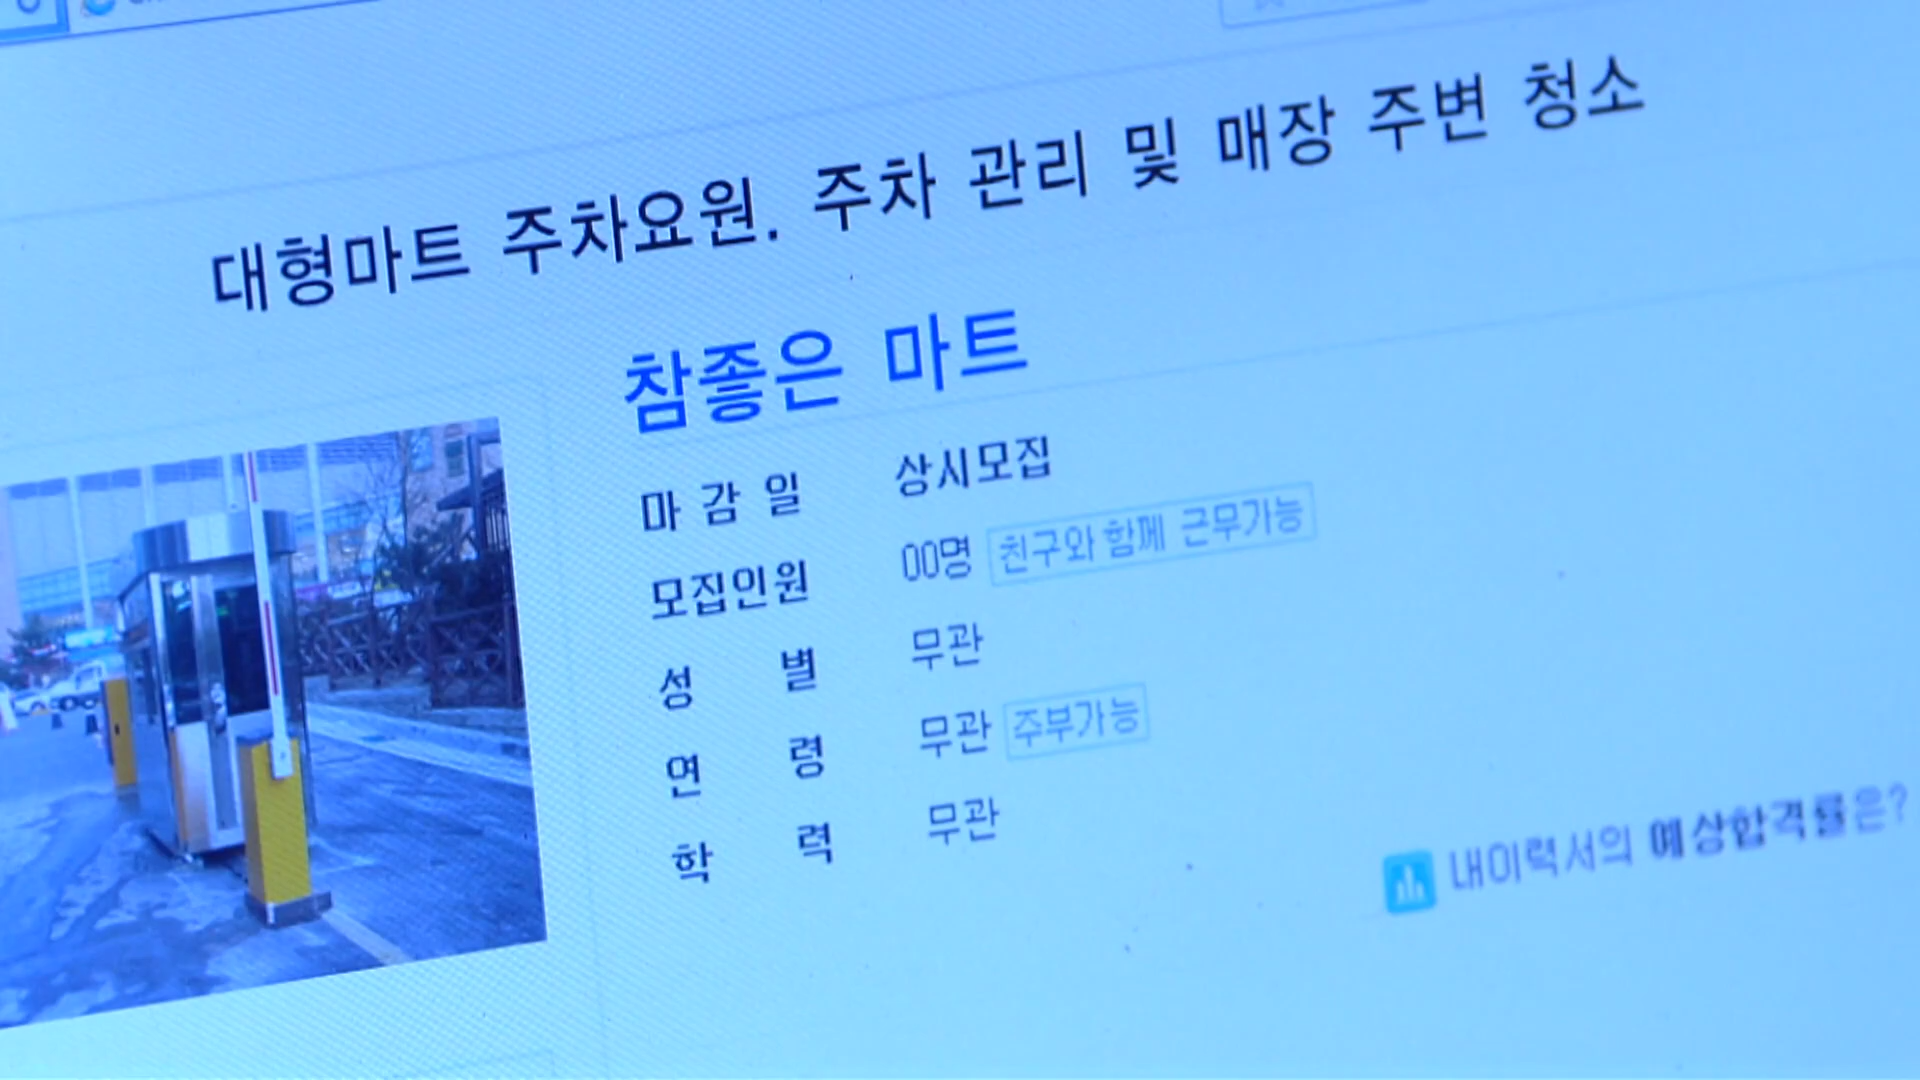 대형마트 주차요원. 주차 관리 및 매장 주변 청소
참좋은 마트
마감일 상시모집
모집인원 00명 친구와 함께 근무가능
성별 무관
연령 무관 주부가능
학력 무관
내이력서의 예상합격률은?